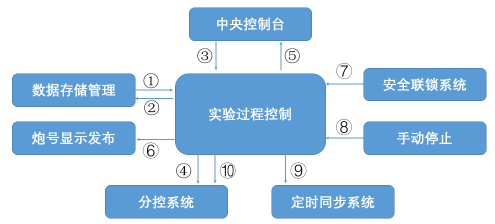 中央控制台
③
⑤
数据存储管理
①
②
实验过程控制
⑦
安全联锁系统
炮号显示发布
⑥
⑧
手动停止
④
⑩
⑨
分控系统
定时同步系统